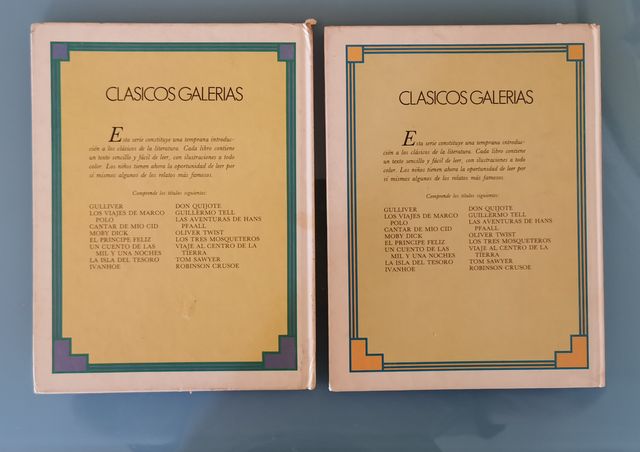 CLASICOS GALERIAS
Esta serie constituye una temprana introduc-
ción a los clásicos de la literatura. Cada libro contiene
un texto sencillo y fácil de leer, con ilustraciones a todo
color. Los niños tienen ahora la oportunidad de leer por
sí mismos algunos de los relatos más famosos.
Comprende los títulos siguientes:
GULLIVER
LOS VIAJES DE MARCO
POLO
CANTAR DE MIO CID
MOBY DICK
EL PRINCIPE FELIZ
UN CUENTO DE LAS
MIL Y UNA NOCHES
LA ISLA DEL TESORO
IVANHOE
DON QUIJOTE
GUILLERMO TELL
LAS AVENTURAS DE HANS
PFAALL
OLIVER TWIST
LOS TRES MOSQUETEROS
VIAJE AL CENTRO DE LA
TIERRA
TOM SAWYER
ROBINSON CRUSOE
CLASICOS GALERIAS
Esta serie constituye una temprana introduc-
ción a los clásicos de la literatura. Cada libro contiene
un texto sencillo y fácil de leer, con ilustraciones a todo
color. Los niños tienen ahora la oportunidad de leer por
sí mismos algunos de los relatos más famosos.
Comprende los títulos siguientes:
GULLIVER
LOS VIAJES DE MARCO
POLO
CANTAR DE MIO CID
MOBY DICK
EL PRINCIPE FELIZ
UN CUENTO DE LAS
MIL Y UNA NOCHES
LA ISLA DEL TESORO
IVANHOE
DON QUIJOTE
GUILLERMO TELL
LAS AVENTURAS DE HANS
PFAALL
OLIVER TWIST
LOS TRES MOSQUETEROS
VIAJE AL CENTRO DE LA
TIERRA
TOM SAWYER
ROBINSON CRUSOE